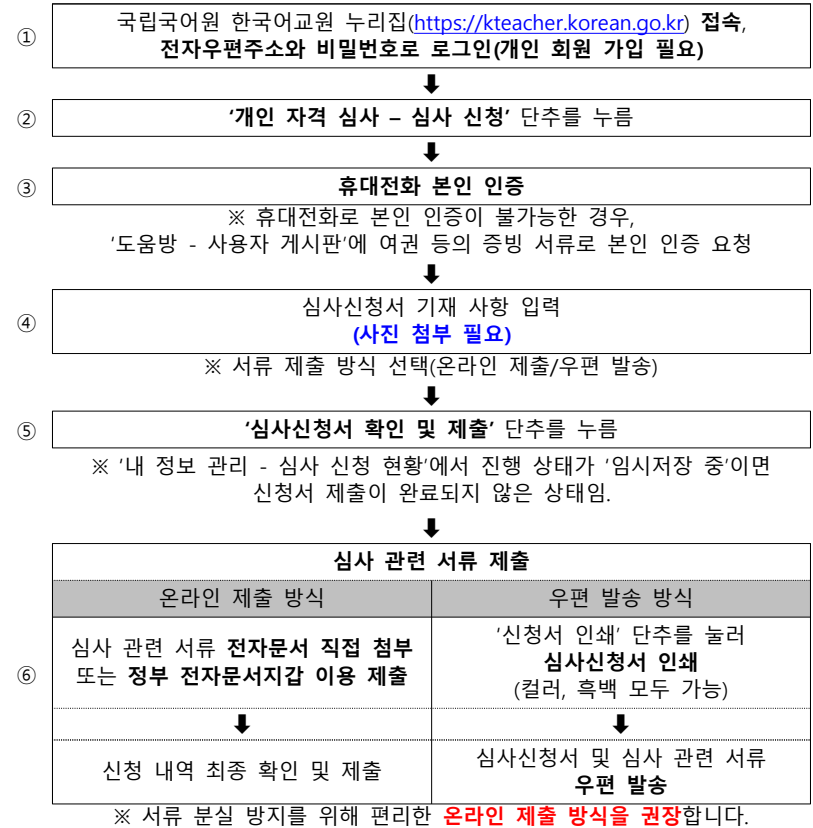 ① 국립국어원 한국어교원 누리집(https://kteacher.korean.go.kr) 접속,
전자우편주소와 비밀번호로 로그인(개인 회원 가입 필요)
⬇
② '개인 자격 심사 – 심사 신청' 단추를 누름
⬇
③ 휴대전화 본인 인증
※ 휴대전화로 본인 인증이 불가능한 경우,
'도움방 - 사용자 게시판'에 여권 등의 증빙 서류로 본인 인증 요청
⬇
④ 심사신청서 기재 사항 입력
(사진 첨부 필요)
※ 서류 제출 방식 선택(온라인 제출/우편 발송)
⬇
⑤ '심사신청서 확인 및 제출' 단추를 누름
※ '내 정보 관리 - 심사 신청 현황'에서 진행 상태가 '임시저장 중'이면
신청서 제출이 완료되지 않은 상태임.
⬇
⑥ 심사 관련 서류 제출
온라인 제출 방식
심사 관련 서류 전자문서 직접 첨부
또는 정부 전자문서지갑 이용 제출
⬇
신청 내역 최종 확인 및 제출
우편 발송 방식
'신청서 인쇄' 단추를 눌러
심사신청서 인쇄
(컬러, 흑백 모두 가능)
⬇
심사신청서 및 심사 관련 서류
우편 발송
※ 서류 분실 방지를 위해 편리한 온라인 제출 방식을 권장합니다.